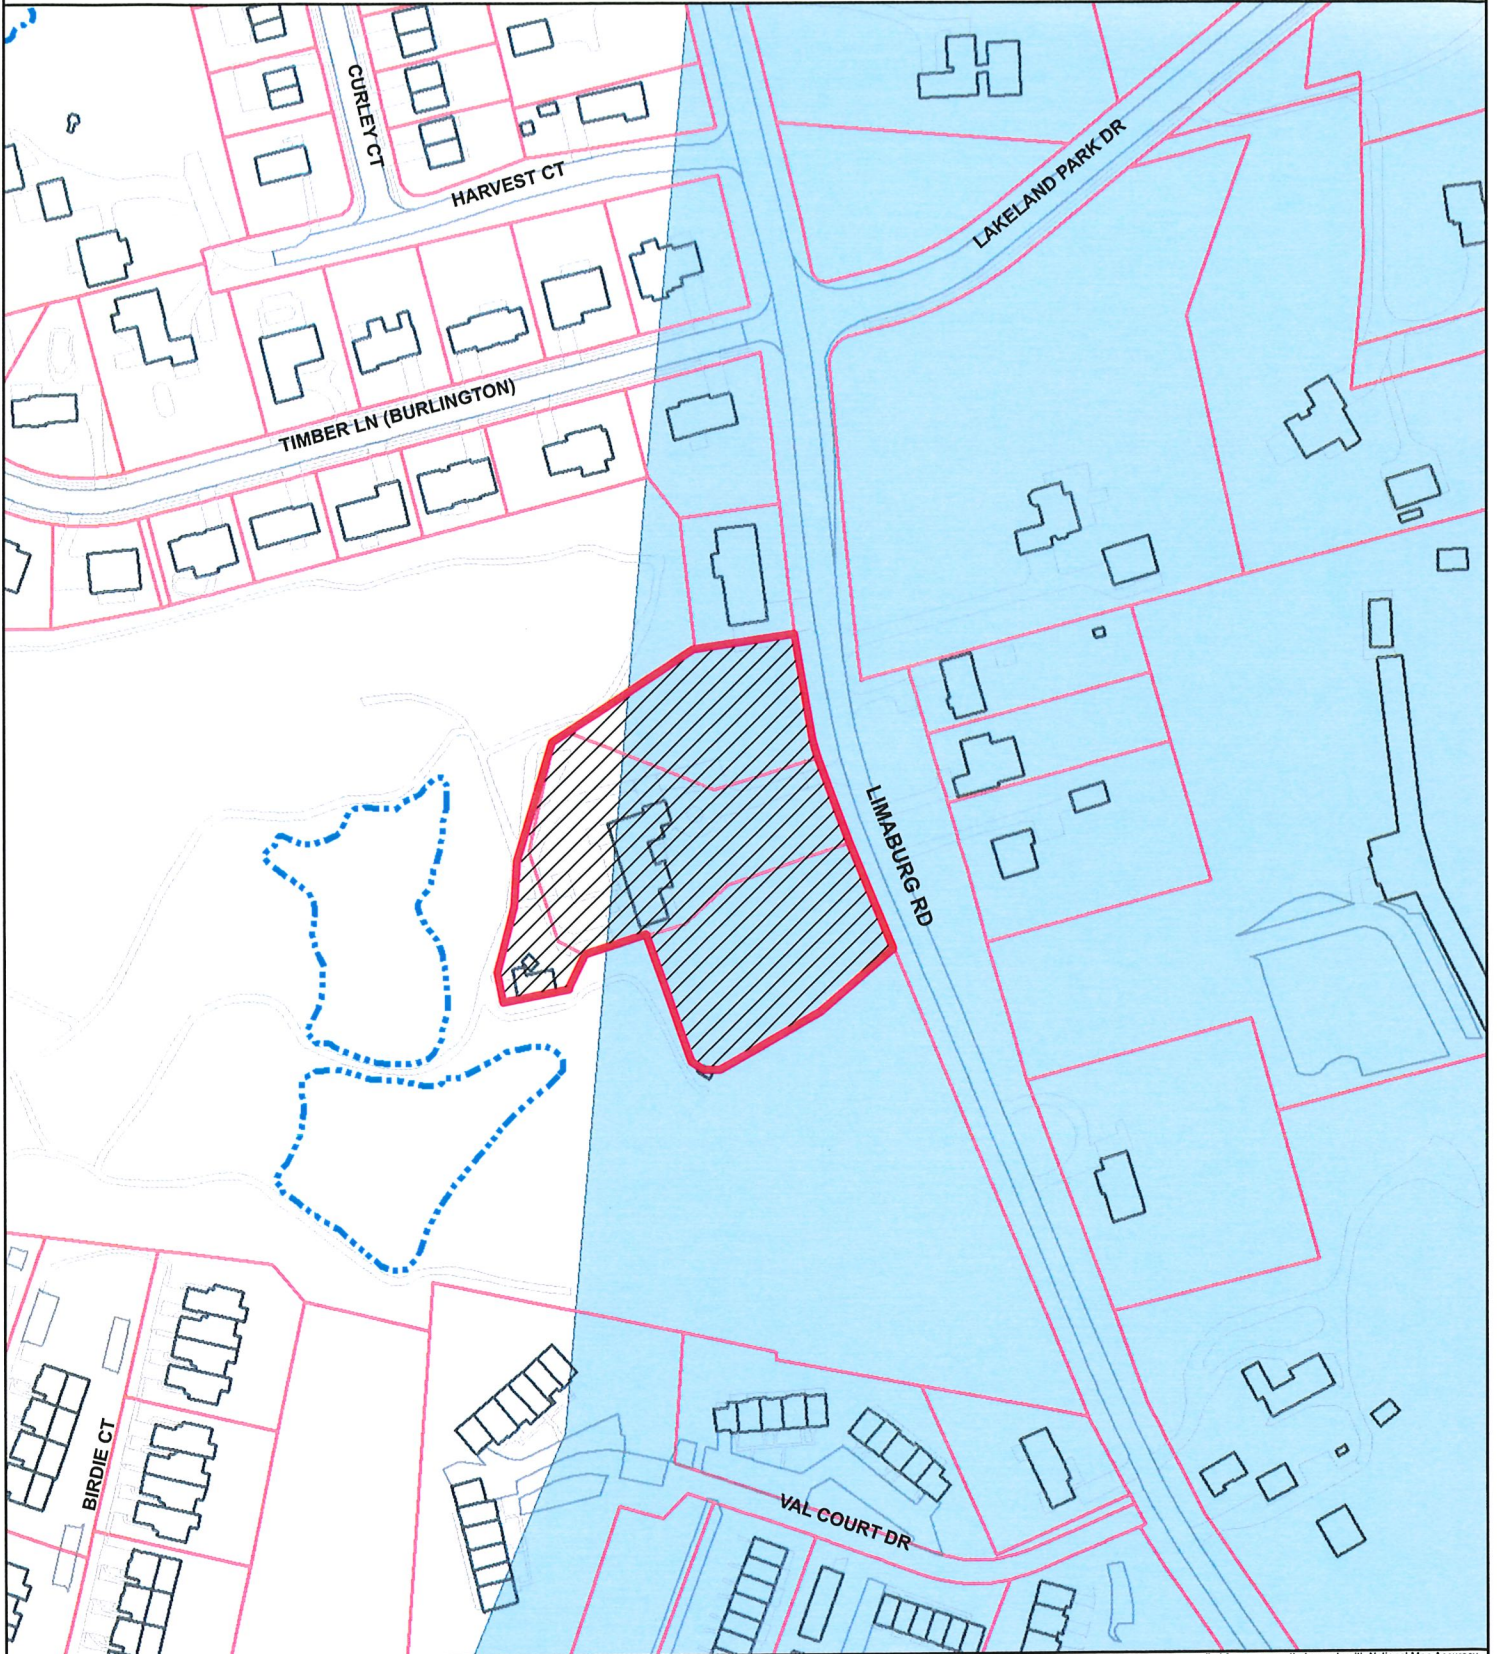 CURLEY CT
HARVEST CT
LAKELAND PARK DR
TIMBER LN (BURLINGTON)
LIMABURG RD
BIRDIE CT
VAL COURT DR